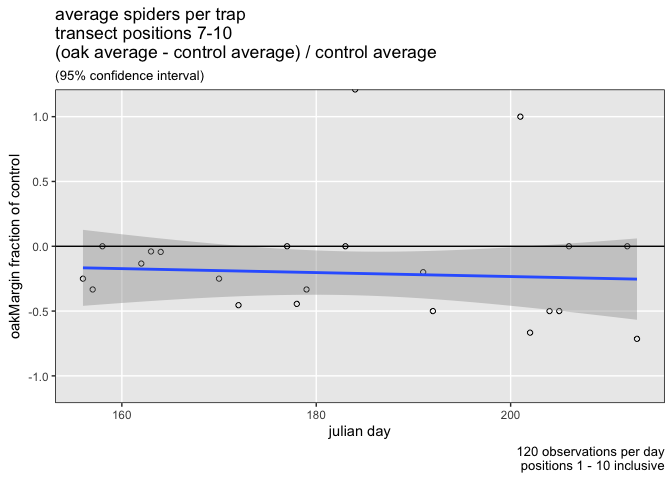 average spiders per trap
transect positions 7-10
(oak average - control average) / control average
(95% confidence interval)
1.0
0.5
0.0
-0.5
-1.0
oakMargin fraction of control
160
180
200
julian day
120 observations per day
positions 1 - 10 inclusive